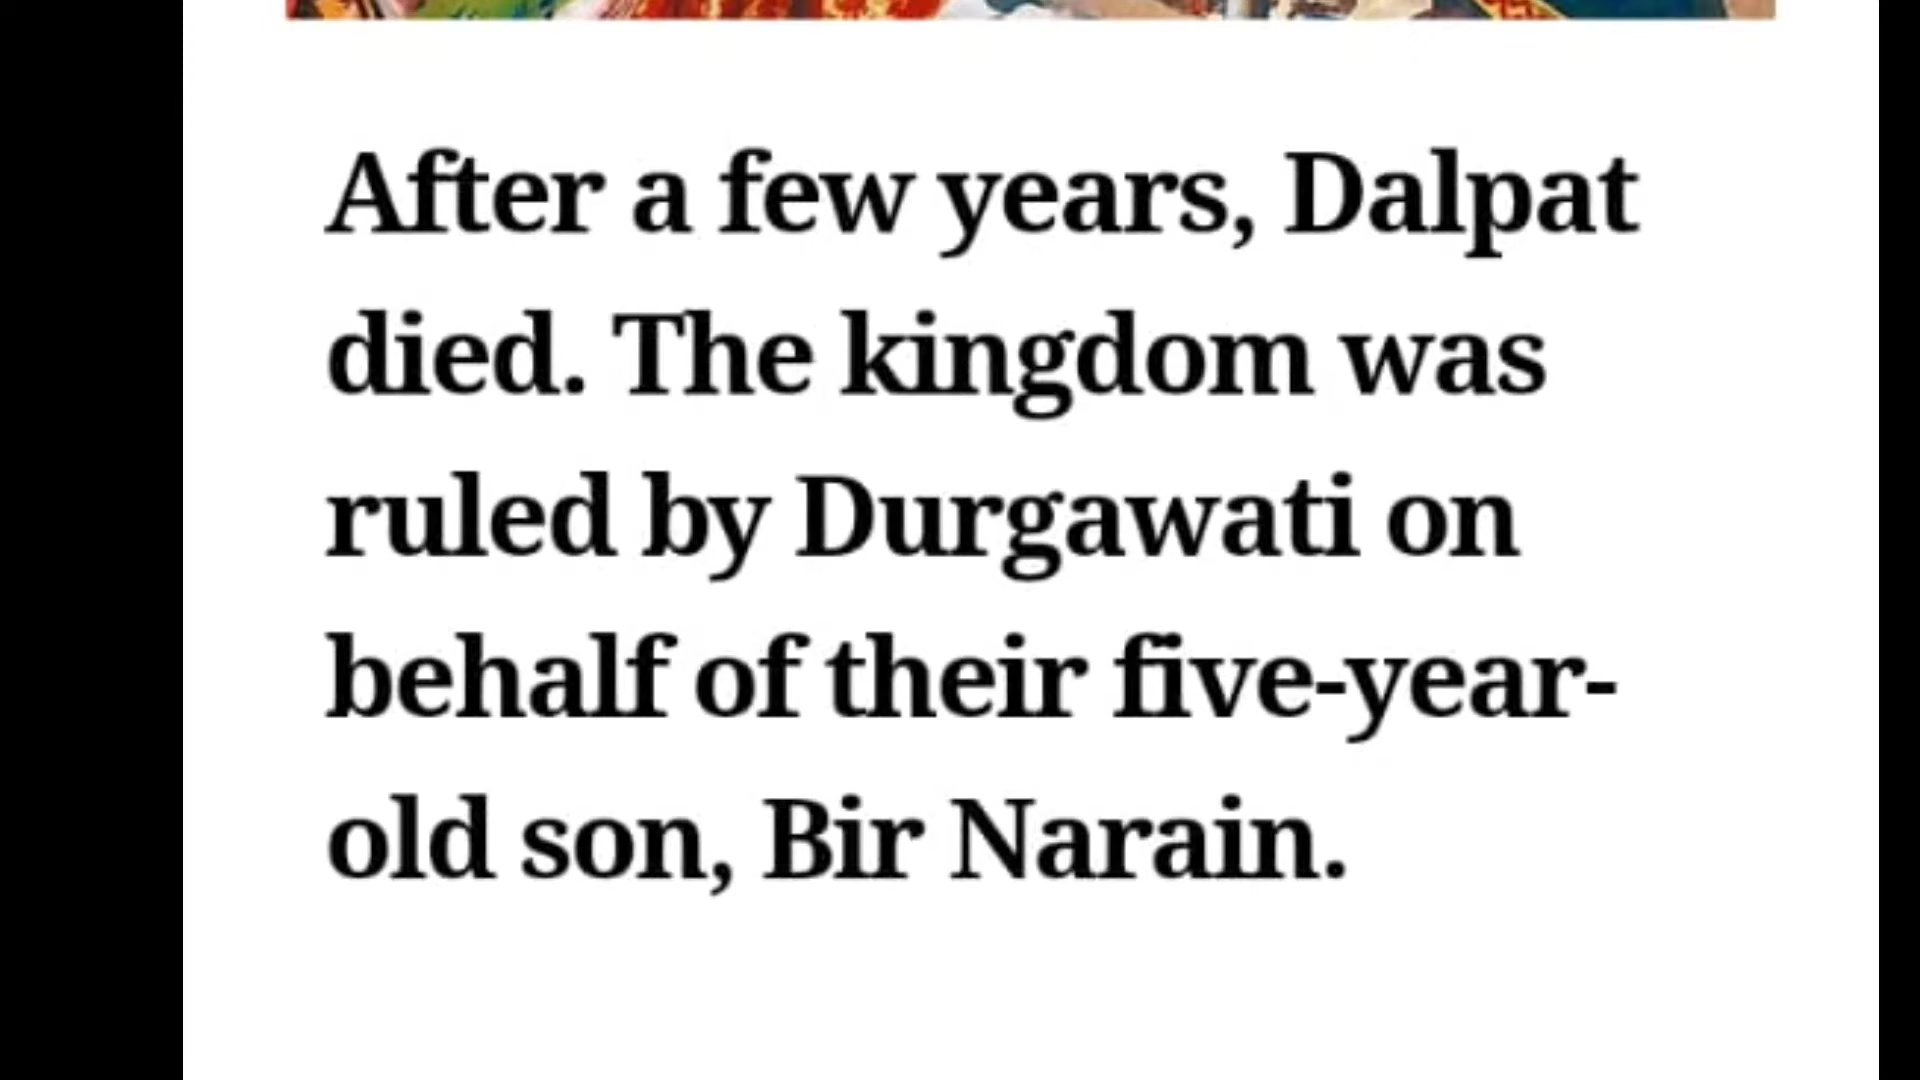 After a few years, Dalpat
died. The kingdom was
ruled by Durgawati on
behalf of their five-year-
old son, Bir Narain.